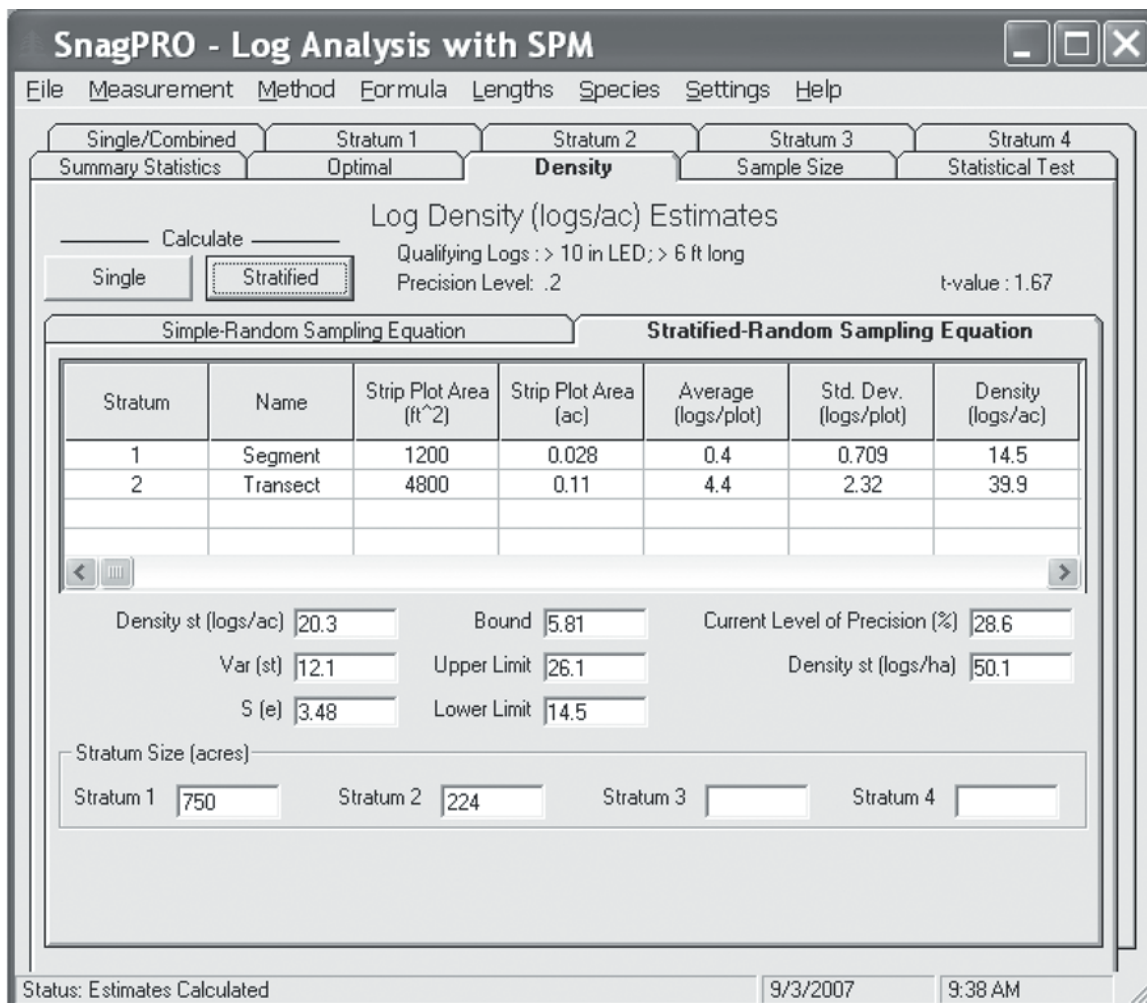 SnagPRO - Log Analysis with SPM
File Measurement Method Formula Lengths Species Settings Help
Single/Combined Stratum 1 Stratum 2 Stratum 3 Stratum 4
Summary Statistics Optimal Density Sample Size Statistical Test
Log Density (logs/ac) Estimates
Calculate
Qualifying Logs : > 10 in LED; > 6 ft long
Single Stratified Precision Level: .2 t-value : 1.67
Simple-Random Sampling Equation Stratified-Random Sampling Equation
Stratum Name Strip Plot Area (ft^2) Strip Plot Area (ac) Average (logs/plot) Std. Dev. (logs/plot) Density (logs/ac)
1 Segment 1200 0.028 0.4 0.709 14.5
2 Transect 4800 0.11 4.4 2.32 39.9
Density st (logs/ac) 20.3 Bound 5.81 Current Level of Precision (%) 28.6
Var (st) 12.1 Upper Limit 26.1 Density st (logs/ha) 50.1
S (e) 3.48 Lower Limit 14.5
Stratum Size (acres)
Stratum 1 750 Stratum 2 224 Stratum 3 Stratum 4
Status: Estimates Calculated 9/3/2007 9:38 AM